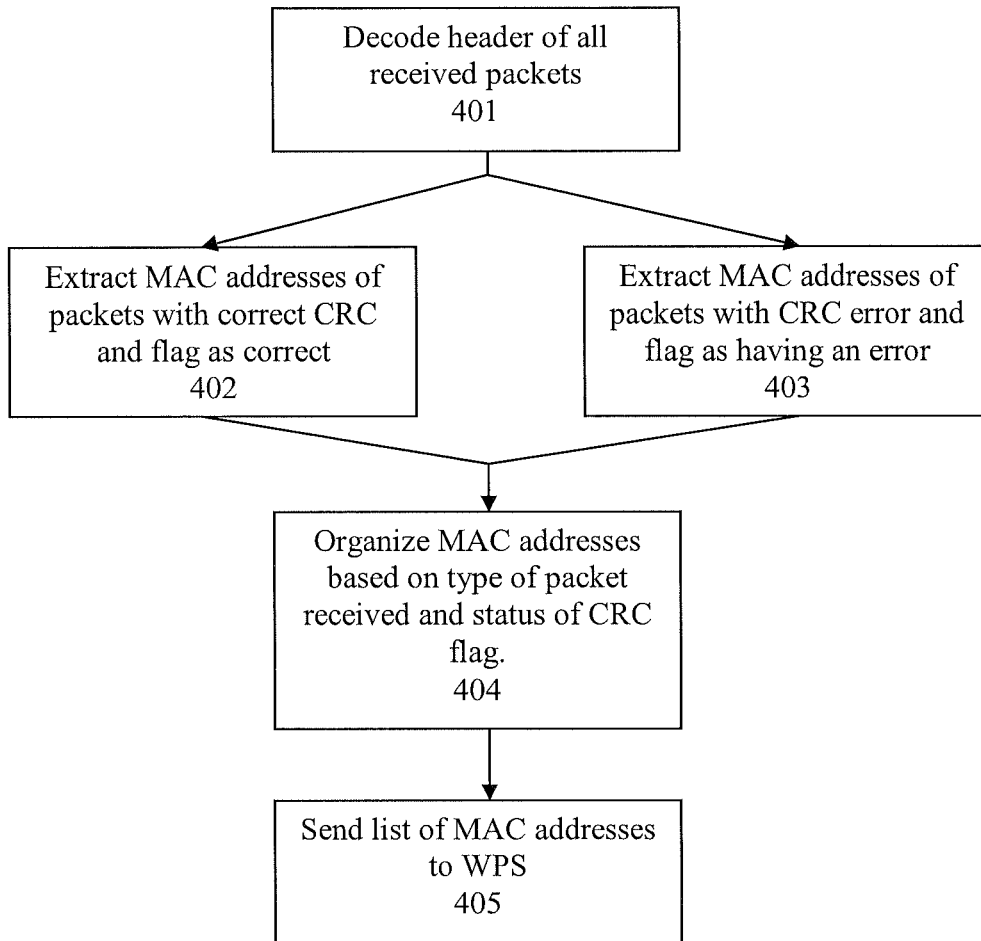 Decode header of all
received packets
401
Extract MAC addresses of
packets with correct CRC
and flag as correct
402
Extract MAC addresses of
packets with CRC error and
flag as having an error
403
Organize MAC addresses
based on type of packet
received and status of CRC
flag.
404
Send list of MAC addresses
to WPS
405